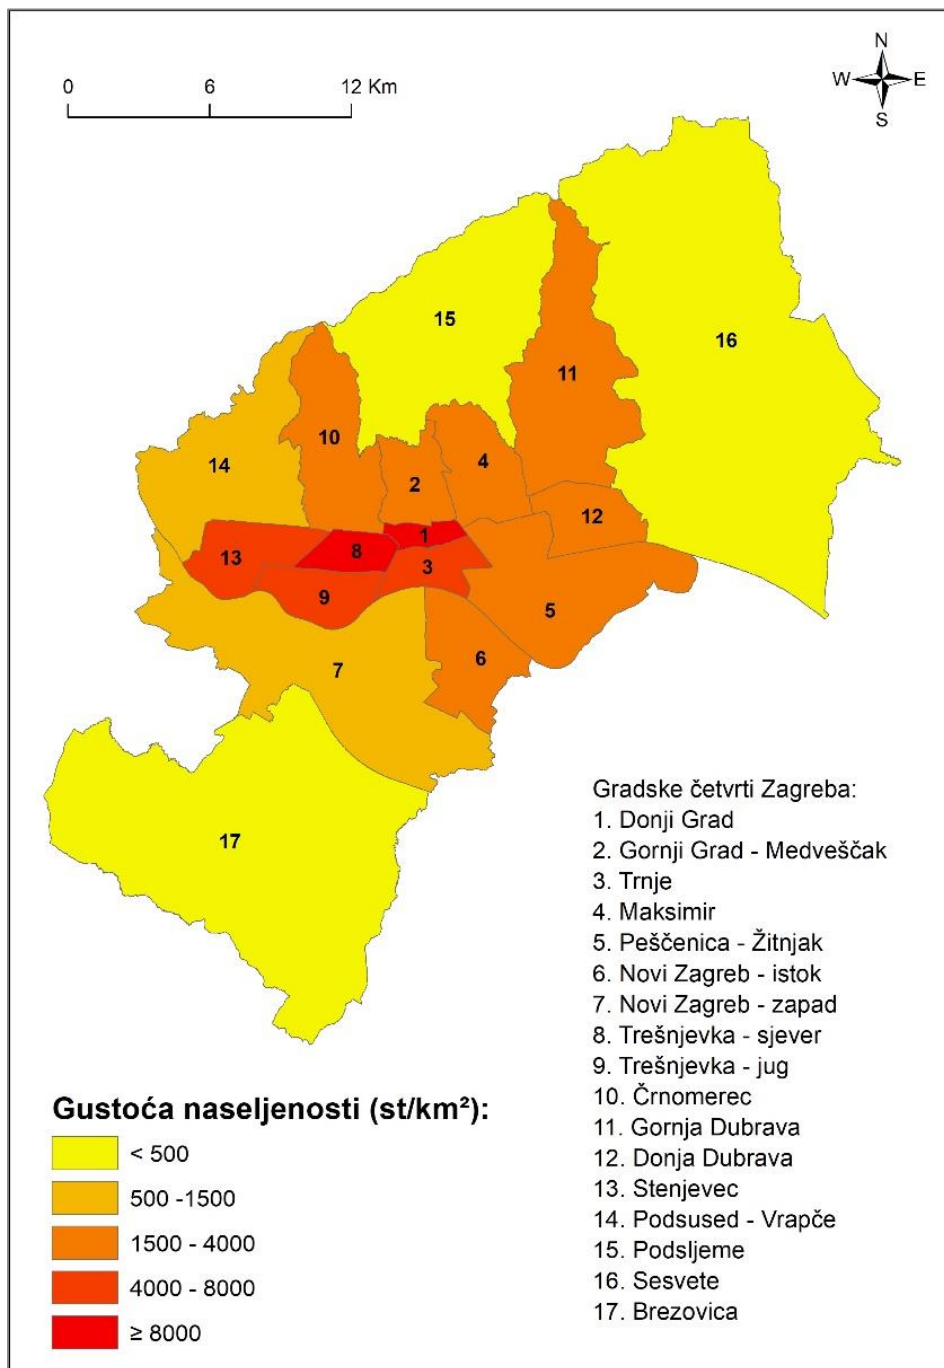 N
0 6 12 Km
W E
S
16
15
11
10
4
14
2
12
1
8
13
3
9
5
6
7
17
Gradske četvrti Zagreba:
1. Donji Grad
2. Gornji Grad - Medveščak
3. Trnje
4. Maksimir
5. Peščenica - Žitnjak
6. Novi Zagreb - istok
7. Novi Zagreb - zapad
8. Trešnjevka - sjever
9. Trešnjevka - jug
10. Črnomerec
11. Gornja Dubrava
12. Donja Dubrava
13. Stenjevec
14. Podsused - Vrapče
15. Podsljeme
16. Sesvete
17. Brezovica
Gustoća naseljenosti (st/km²):
< 500
500 -1500
1500 - 4000
4000 - 8000
≥ 8000